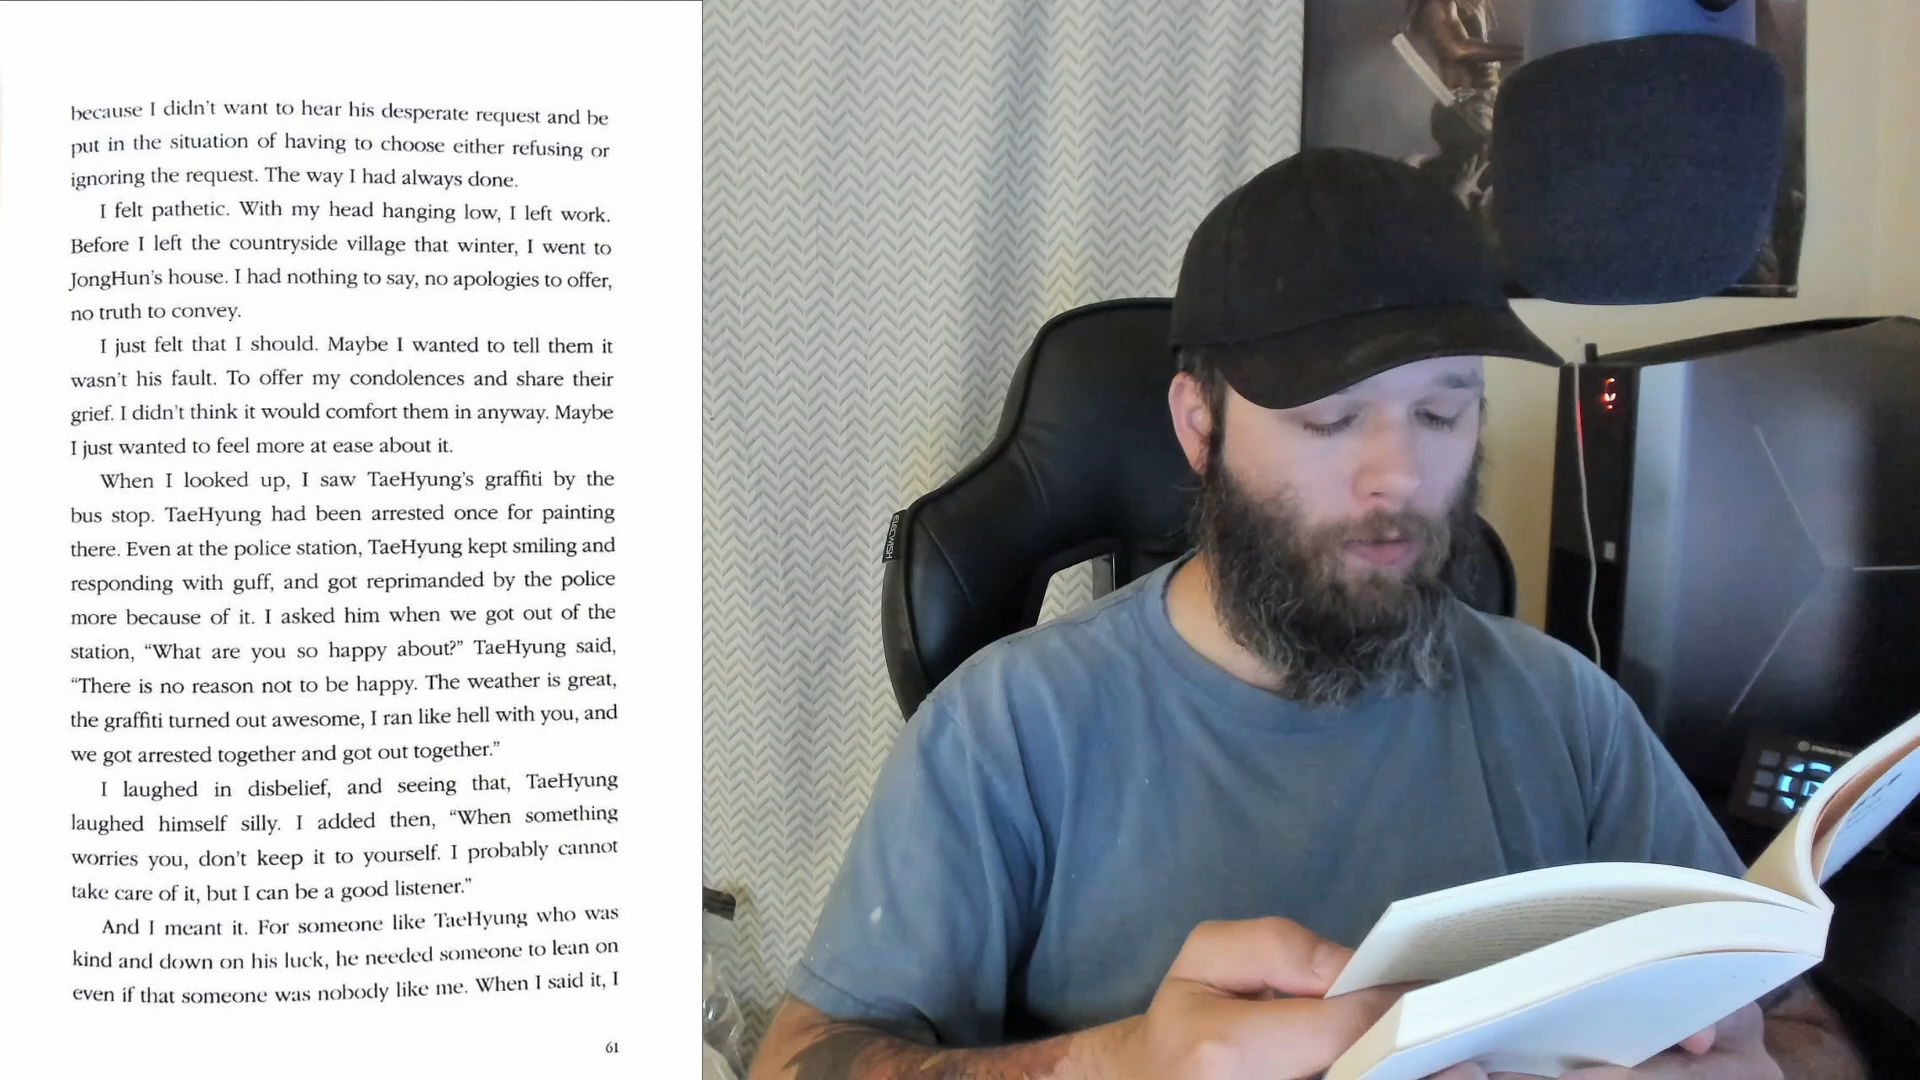 because I didn't want to hear his desperate request and be
put in the situation of having to choose either refusing or
ignoring the request. The way I had always done.
I felt pathetic. With my head hanging low, I left work.
Before I left the countryside village that winter, I went to
JongHun's house. I had nothing to say, no apologies to offer,
no truth to convey.
I just felt that I should. Maybe I wanted to tell them it
wasn't his fault. To offer my condolences and share their
grief. I didn't think it would comfort them in anyway. Maybe
I just wanted to feel more at ease about it.
When I looked up, I saw TaeHyung's graffiti by the
bus stop. TaeHyung had been arrested once for painting
there. Even at the police station, TaeHyung kept smiling and
responding with guff, and got reprimanded by the police
more because of it. I asked him when we got out of the
station, “What are you so happy about?” TaeHyung said,
“There is no reason not to be happy. The weather is great,
the graffiti turned out awesome, I ran like hell with you, and
we got arrested together and got out together.”
I laughed in disbelief, and seeing that, TaeHyung
laughed himself silly. I added then, “When something
worries you, don't keep it to yourself. I probably cannot
take care of it, but I can be a good listener.”
And I meant it. For someone like TaeHyung who was
kind and down on his luck, he needed someone to lean on
even if that someone was nobody like me. When I said it, I
61
ELECWISH